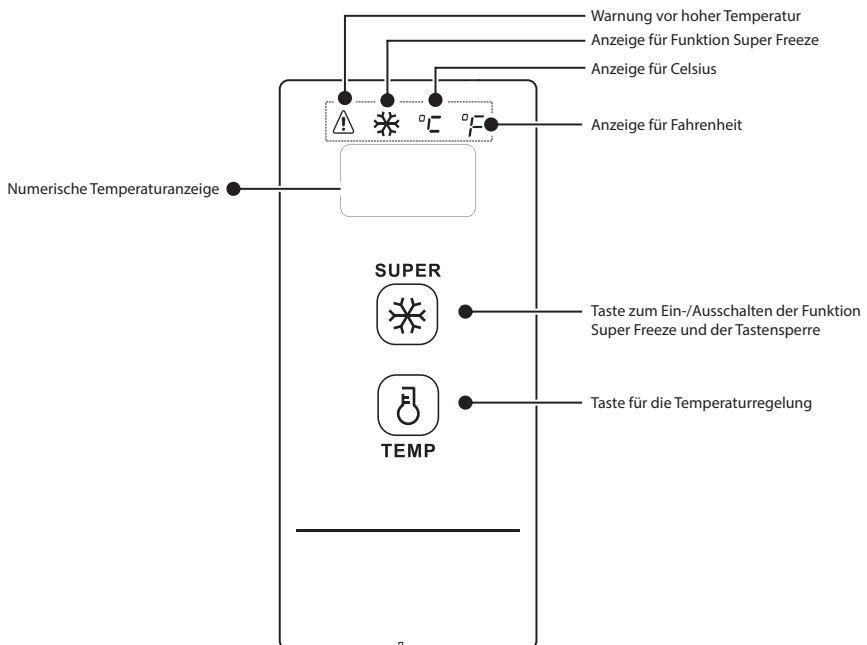 Warnung vor hoher Temperatur
Anzeige für Funktion Super Freeze
Anzeige für Celsius
°C °F
Anzeige für Fahrenheit
Numerische Temperaturanzeige
SUPER
Taste zum Ein-/Ausschalten der Funktion
Super Freeze und der Tastensperre
Taste für die Temperaturregelung
TEMP